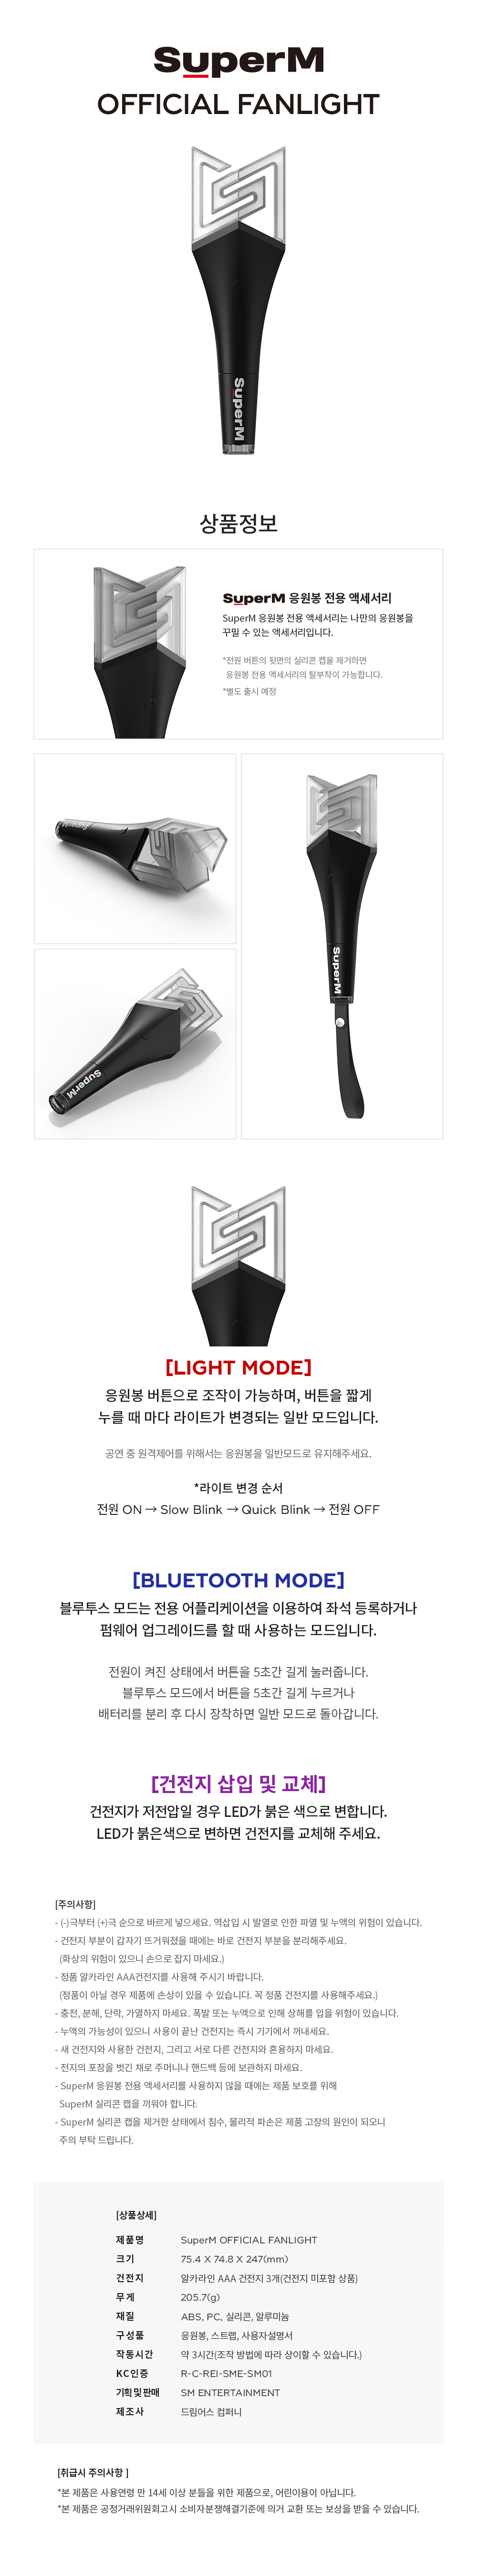 SuperM
OFFICIAL FANLIGHT
SuperM
상품정보
SuperM 응원봉 전용 액세서리
SuperM 응원봉 전용 액세서리는 나만의 응원봉을
꾸밀 수 있는 액세서리입니다.
*전원 버튼의 뒷면의 실리콘 캡을 제거하면
응원봉 전용 액세서리의 탈부착이 가능합니다.
*별도 출시 예정
SuperM
SuperM
SuperM
[LIGHT MODE]
응원봉 버튼으로 조작이 가능하며, 버튼을 짧게
누를 때 마다 라이트가 변경되는 일반 모드입니다.
공연 중 원격제어를 위해서는 응원봉을 일반모드로 유지해주세요.
*라이트 변경 순서
전원 ON → Slow Blink → Quick Blink → 전원 OFF
[BLUETOOTH MODE]
블루투스 모드는 전용 어플리케이션을 이용하여 좌석 등록하거나
펌웨어 업그레이드를 할 때 사용하는 모드입니다.
전원이 켜진 상태에서 버튼을 5초간 길게 눌러줍니다.
블루투스 모드에서 버튼을 5초간 길게 누르거나
배터리를 분리 후 다시 장착하면 일반 모드로 돌아갑니다.
[건전지 삽입 및 교체]
건전지가 저전압일 경우 LED가 붉은 색으로 변합니다.
LED가 붉은색으로 변하면 건전지를 교체해 주세요.
[주의사항]
- (-)극부터 (+)극 순으로 바르게 넣으세요. 역삽입 시 발열로 인한 파열 및 누액의 위험이 있습니다.
- 건전지 부분이 갑자기 뜨거워졌을 때에는 바로 건전지 부분을 분리해주세요.
(화상의 위험이 있으니 손으로 잡지 마세요.)
- 정품 알카라인 AAA건전지를 사용해 주시기 바랍니다.
(정품이 아닐 경우 제품에 손상이 있을 수 있습니다. 꼭 정품 건전지를 사용해주세요.)
- 충전, 분해, 단락, 가열하지 마세요. 폭발 또는 누액으로 인해 상해를 입을 위험이 있습니다.
- 누액의 가능성이 있으니 사용이 끝난 건전지는 즉시 기기에서 꺼내세요.
- 새 건전지와 사용한 건전지, 그리고 서로 다른 건전지와 혼용하지 마세요.
- 전지의 포장을 벗긴 채로 주머니나 핸드백 등에 보관하지 마세요.
- SuperM 응원봉 전용 액세서리를 사용하지 않을 때에는 제품 보호를 위해
SuperM 실리콘 캡을 끼워야 합니다.
- SuperM 실리콘 캡을 제거한 상태에서 침수, 물리적 파손은 제품 고장의 원인이 되오니
주의 부탁 드립니다.
[상품상세]
제품명 SuperM OFFICIAL FANLIGHT
크기 75.4 X 74.8 X 247(mm)
건전지 알카라인 AAA 건전지 3개(건전지 미포함 상품)
무게 205.7(g)
재질 ABS, PC, 실리콘, 알루미늄
구성품 응원봉, 스트랩, 사용자설명서
작동시간 약 3시간(조작 방법에 따라 상이할 수 있습니다.)
KC인증 R-C-REI-SME-SM01
기획및판매 SM ENTERTAINMENT
제조사 드림어스 컴퍼니
[취급시 주의사항 ]
*본 제품은 사용연령 만 14세 이상 분들을 위한 제품으로, 어린이용이 아닙니다.
*본 제품은 공정거래위원회고시 소비자분쟁해결기준에 의거 교환 또는 보상을 받을 수 있습니다.